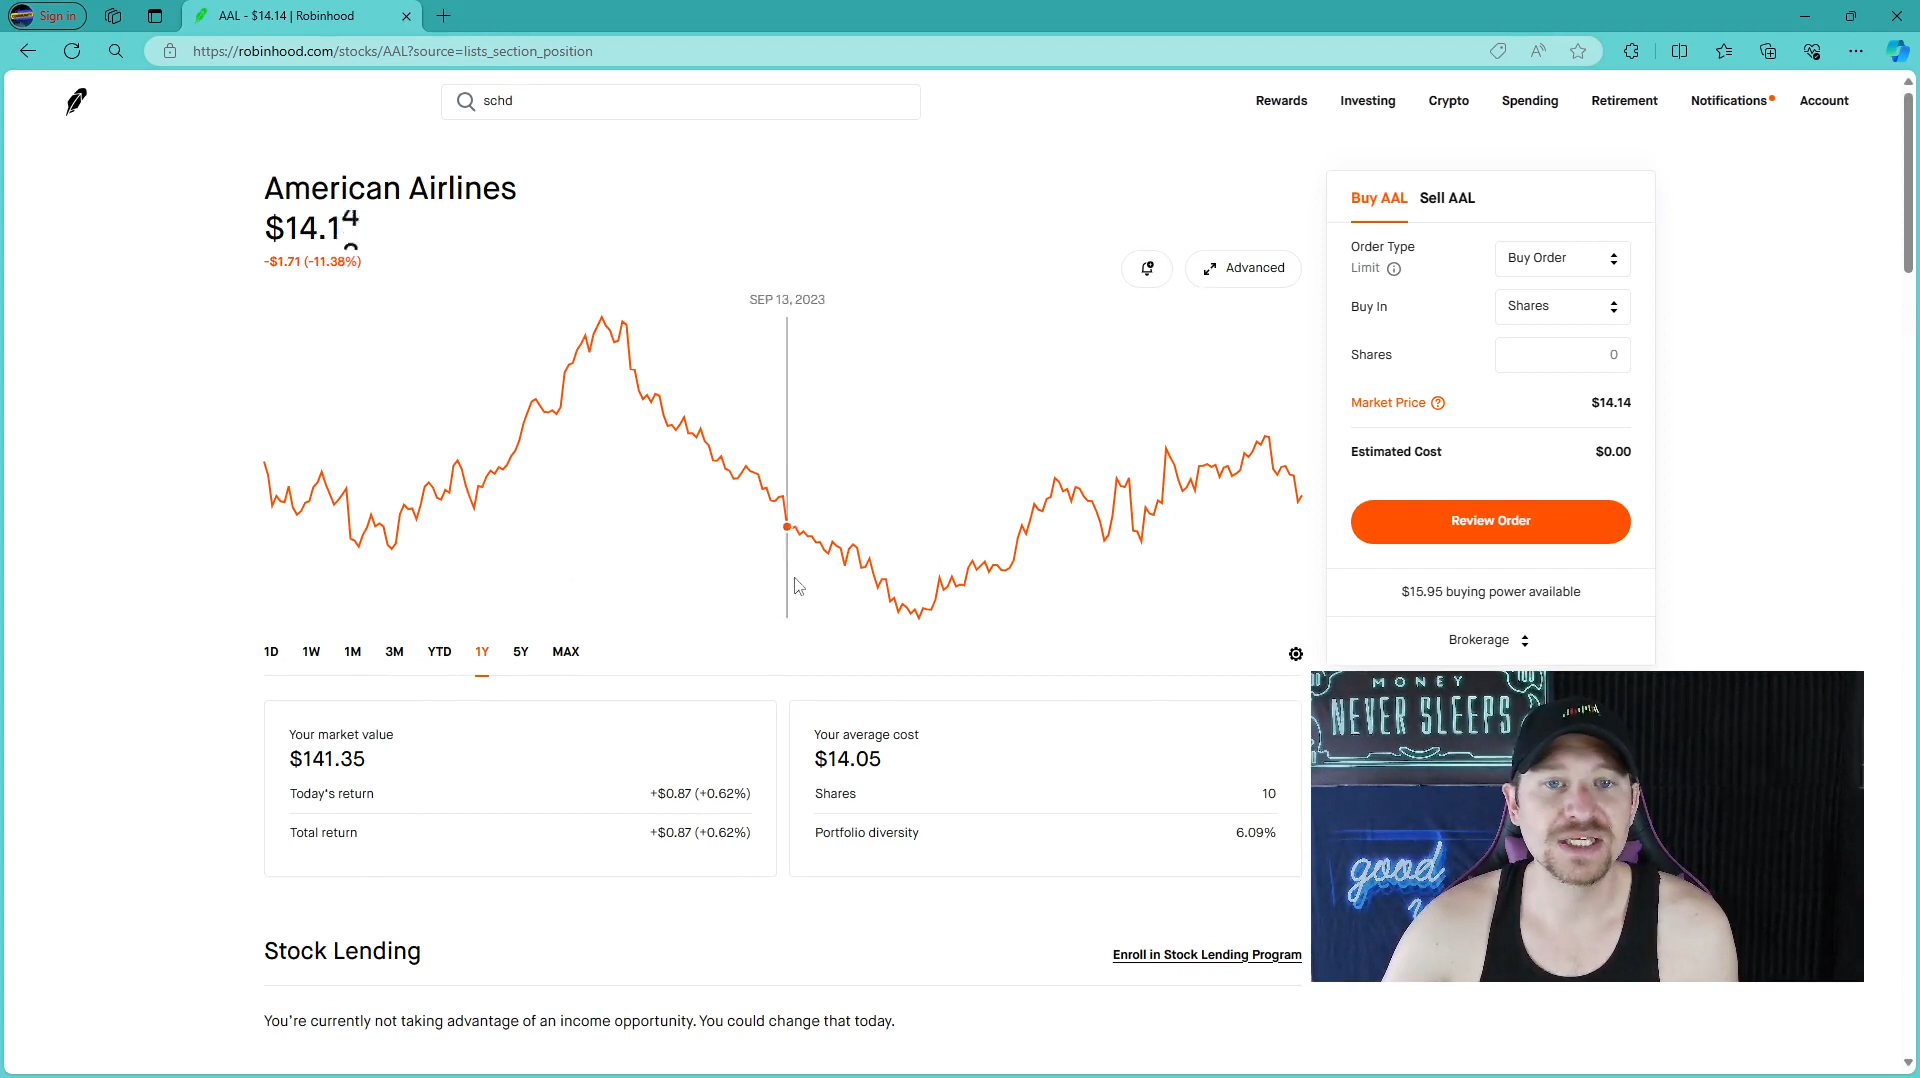 Sign in
AAL - $14.14 | Robinhood
https://robinhood.com/stocks/AAL?source=lists_section_position
schd
Rewards
Investing
Crypto
Spending
Retirement
Notifications
Account
American Airlines
$14.14
-$1.71 (-11.38%)
Advanced
SEP 13, 2023
1D
1W
1M
3M
YTD
1Y
5Y
MAX
Buy AAL
Sell AAL
Order Type
Limit
Buy Order
Buy In
Shares
Shares
0
Market Price
$14.14
Estimated Cost
$0.00
Review Order
$15.95 buying power available
Brokerage
Your market value
$141.35
Today's return
+$0.87 (+0.62%)
Total return
+$0.87 (+0.62%)
Your average cost
$14.05
Shares
10
Portfolio diversity
6.09%
Stock Lending
Enroll in Stock Lending Program
You're currently not taking advantage of an income opportunity. You could change that today.
MONEY
NEVER SLEEPS
good